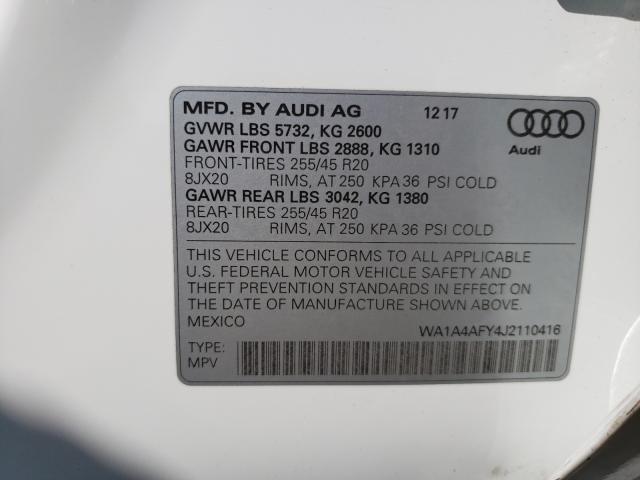 MFD. BY AUDI AG 12 17
GVWR LBS 5732, KG 2600
GAWR FRONT LBS 2888, KG 1310
FRONT-TIRES 255/45 R20
8JX20 RIMS, AT 250 KPA 36 PSI COLD
GAWR REAR LBS 3042, KG 1380
REAR-TIRES 255/45 R20
8JX20 RIMS, AT 250 KPA 36 PSI COLD
Audi
THIS VEHICLE CONFORMS TO ALL APPLICABLE
U.S. FEDERAL MOTOR VEHICLE SAFETY AND
THEFT PREVENTION STANDARDS IN EFFECT ON
THE DATE OF MANUFACTURE SHOWN ABOVE.
MEXICO WA1A4AFY4J2110416
TYPE:
MPV